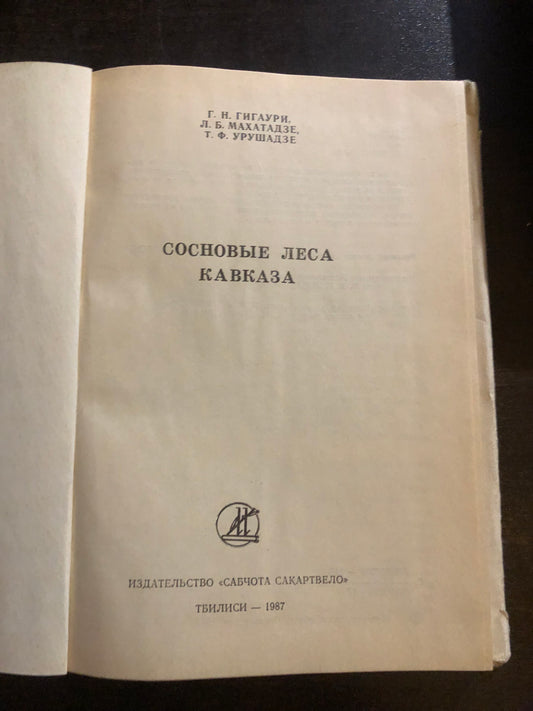 Г. Н. ГИГАУРИ,
Л. Б. МАХАТАДЗЕ,
Т. Ф. УРУШАДЗЕ
СОСНОВЫЕ ЛЕСА
КАВКАЗА
ИЗДАТЕЛЬСТВО «САБЧОТА САКАРТВЕЛО»
ТБИЛИСИ — 1987